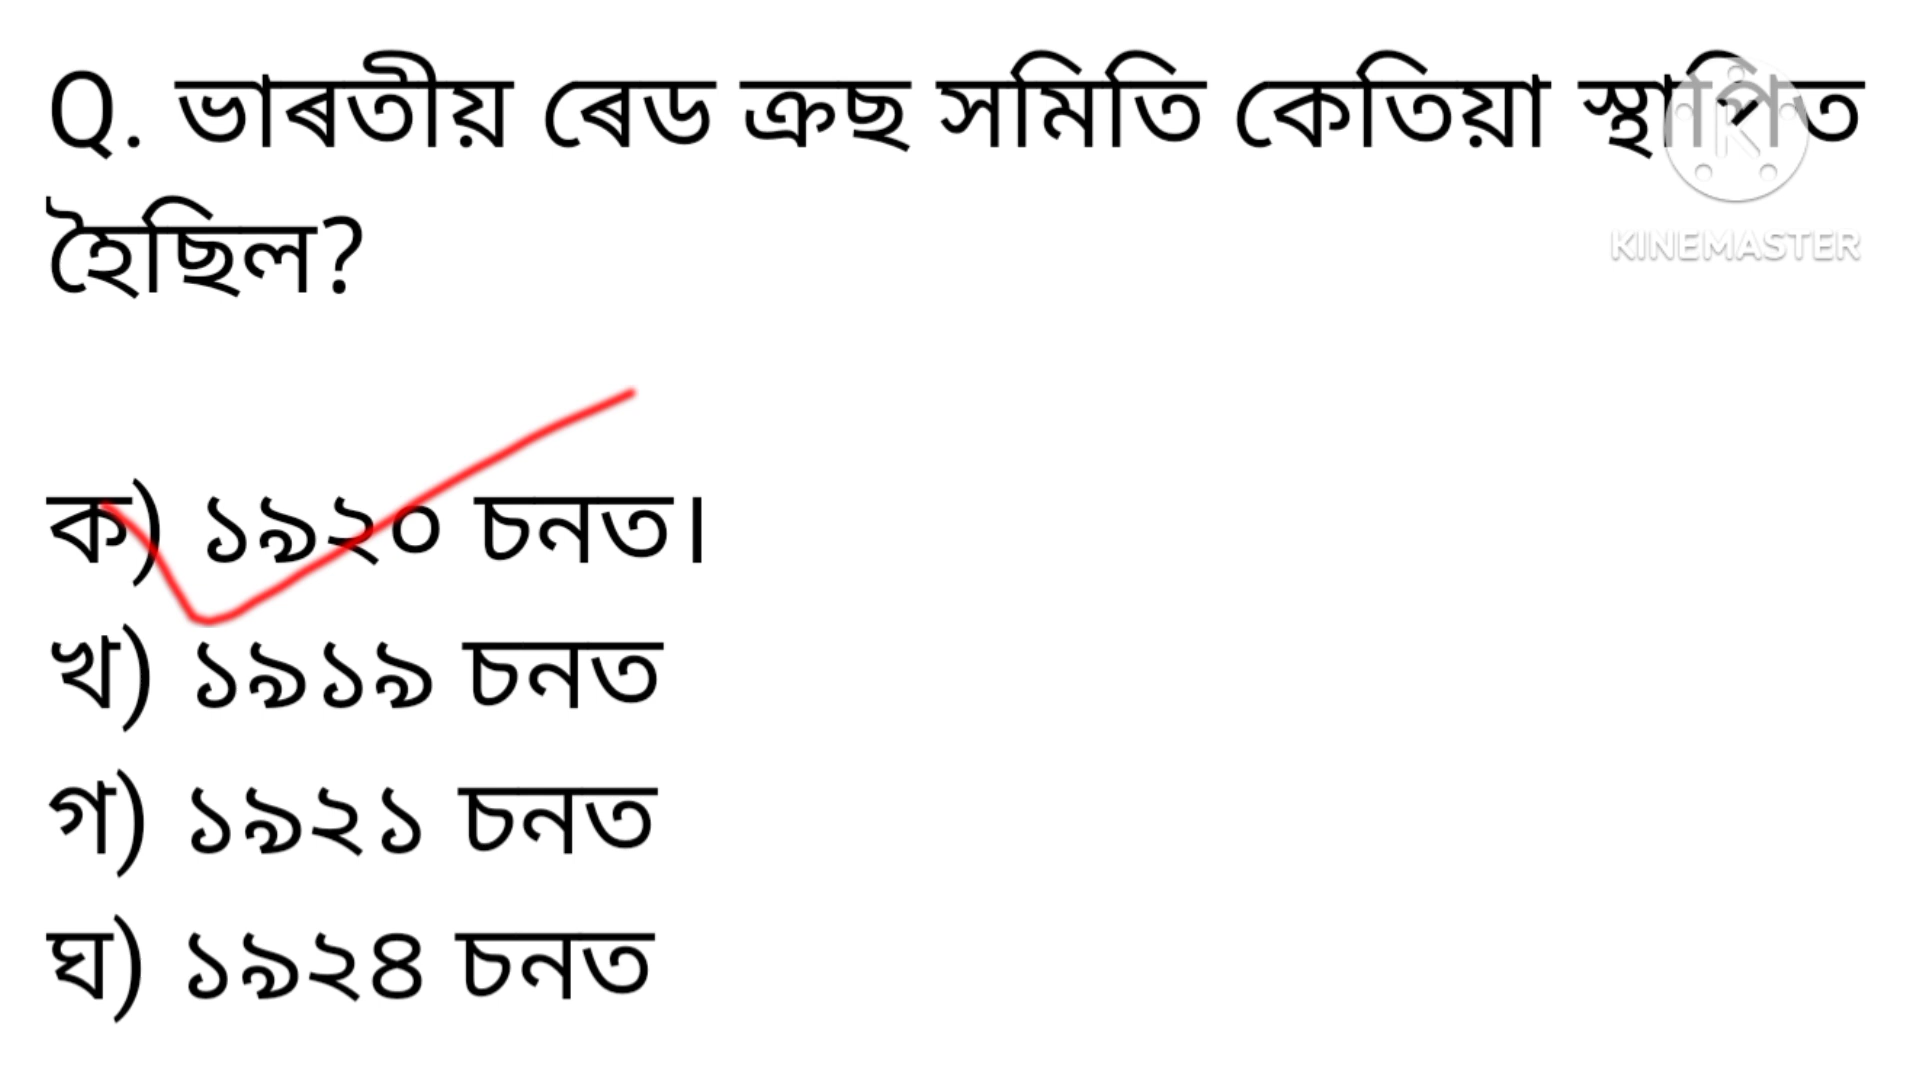 Q. ভাৰতীয় ৰেড ক্ৰছ সমিতি কেতিয়া স্থাপিত
হৈছিল?
KINEMASTER
ক) ১৯২০ চনত।
খ) ১৯১৯ চনত
গ) ১৯২১ চনত
ঘ) ১৯২৪ চনত